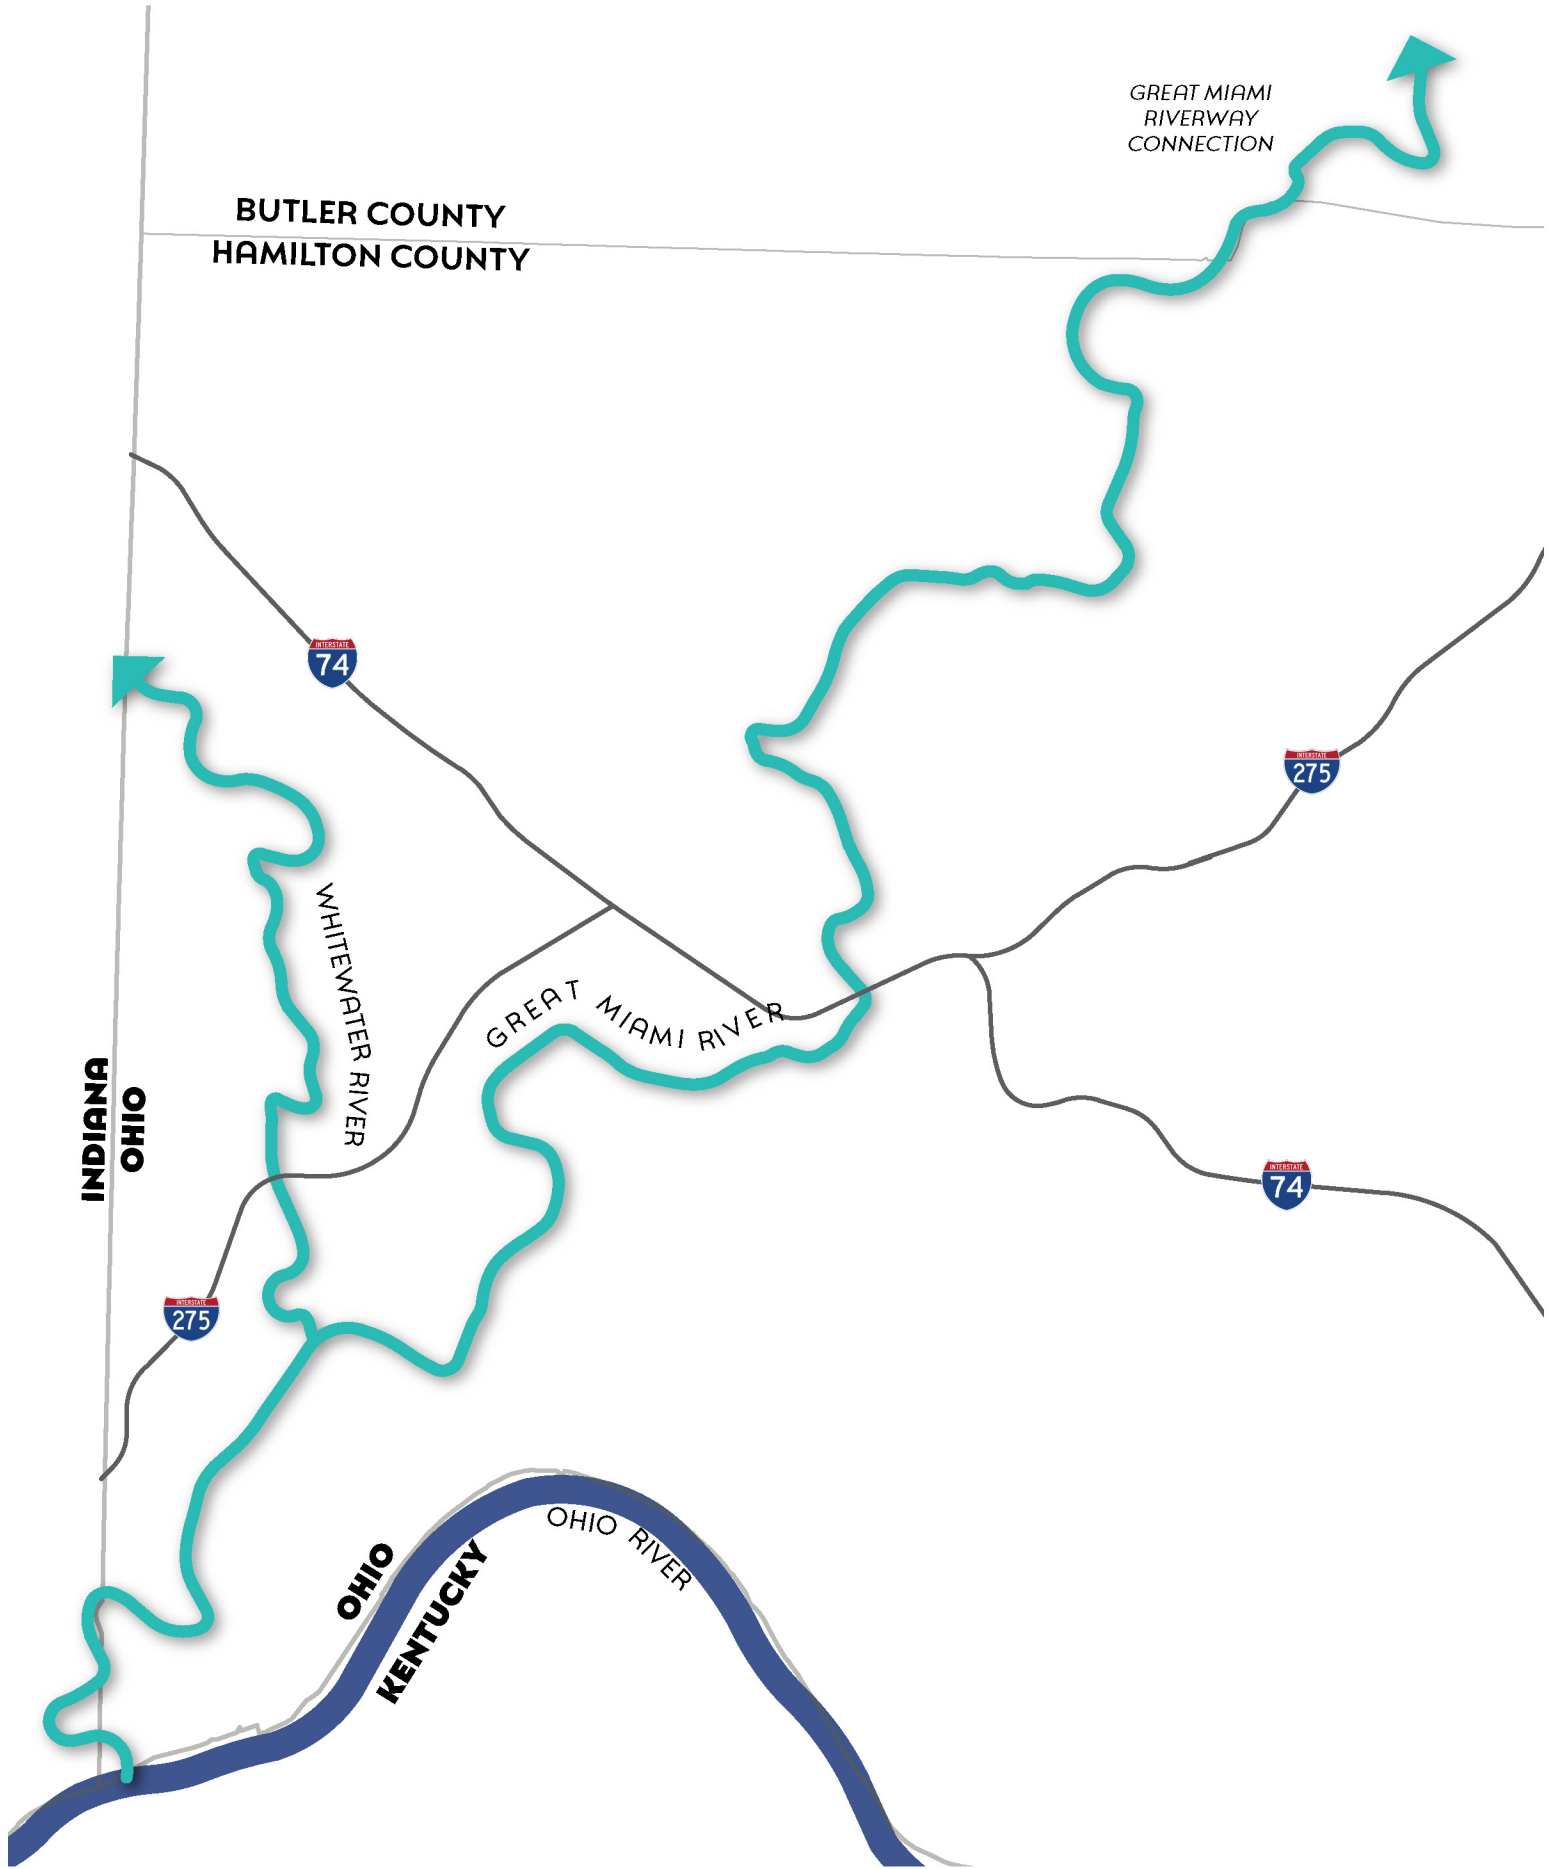 GREAT MIAMI
RIVERWAY
CONNECTION
BUTLER COUNTY
HAMILTON COUNTY
INTERSTATE
74
INTERSTATE
275
WHITEWATER RIVER
GREAT MIAMI RIVER
INDIANA
OHIO
INTERSTATE
74
INTERSTATE
275
OHIO RIVER
OHIO
KENTUCKY